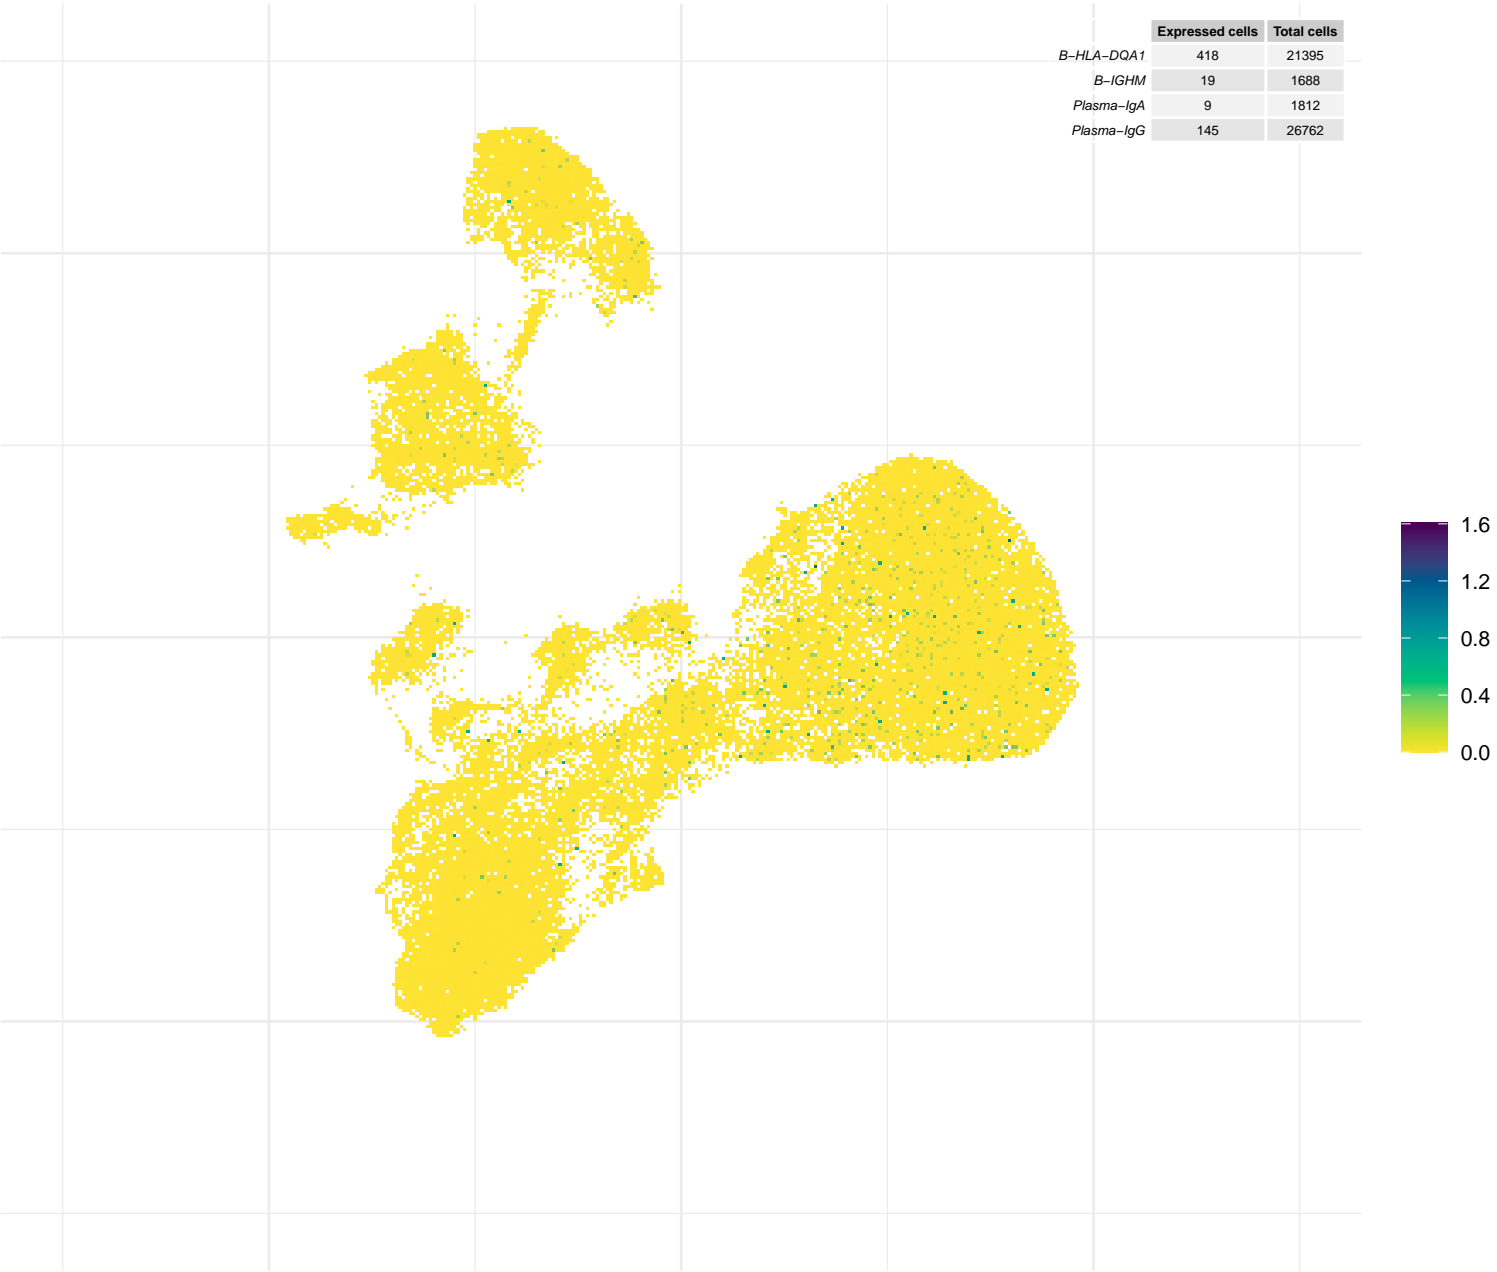 Expressed cells Total cells
B−HLA−DQA1 418 21395
B−IGHM 19 1688
Plasma−IgA 9 1812
Plasma−IgG 145 26762
1.6
1.2
0.8
0.4
0.0